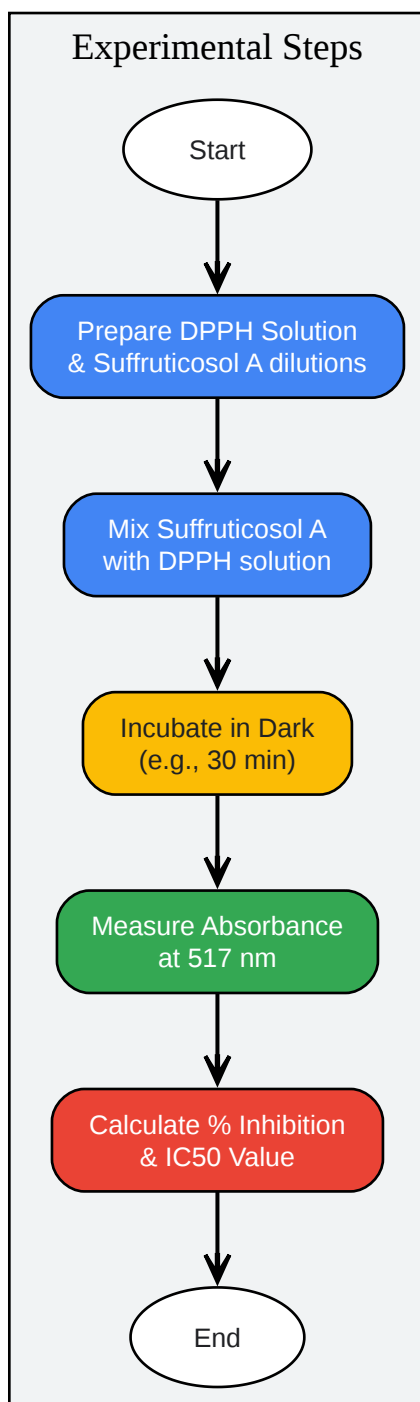 Experimental Steps
Start
Prepare DPPH Solution
& Suffruticosol A dilutions
Mix Suffruticosol A
with DPPH solution
Incubate in Dark
(e.g., 30 min)
Measure Absorbance
at 517 nm
Calculate % Inhibition
& IC50 Value
End